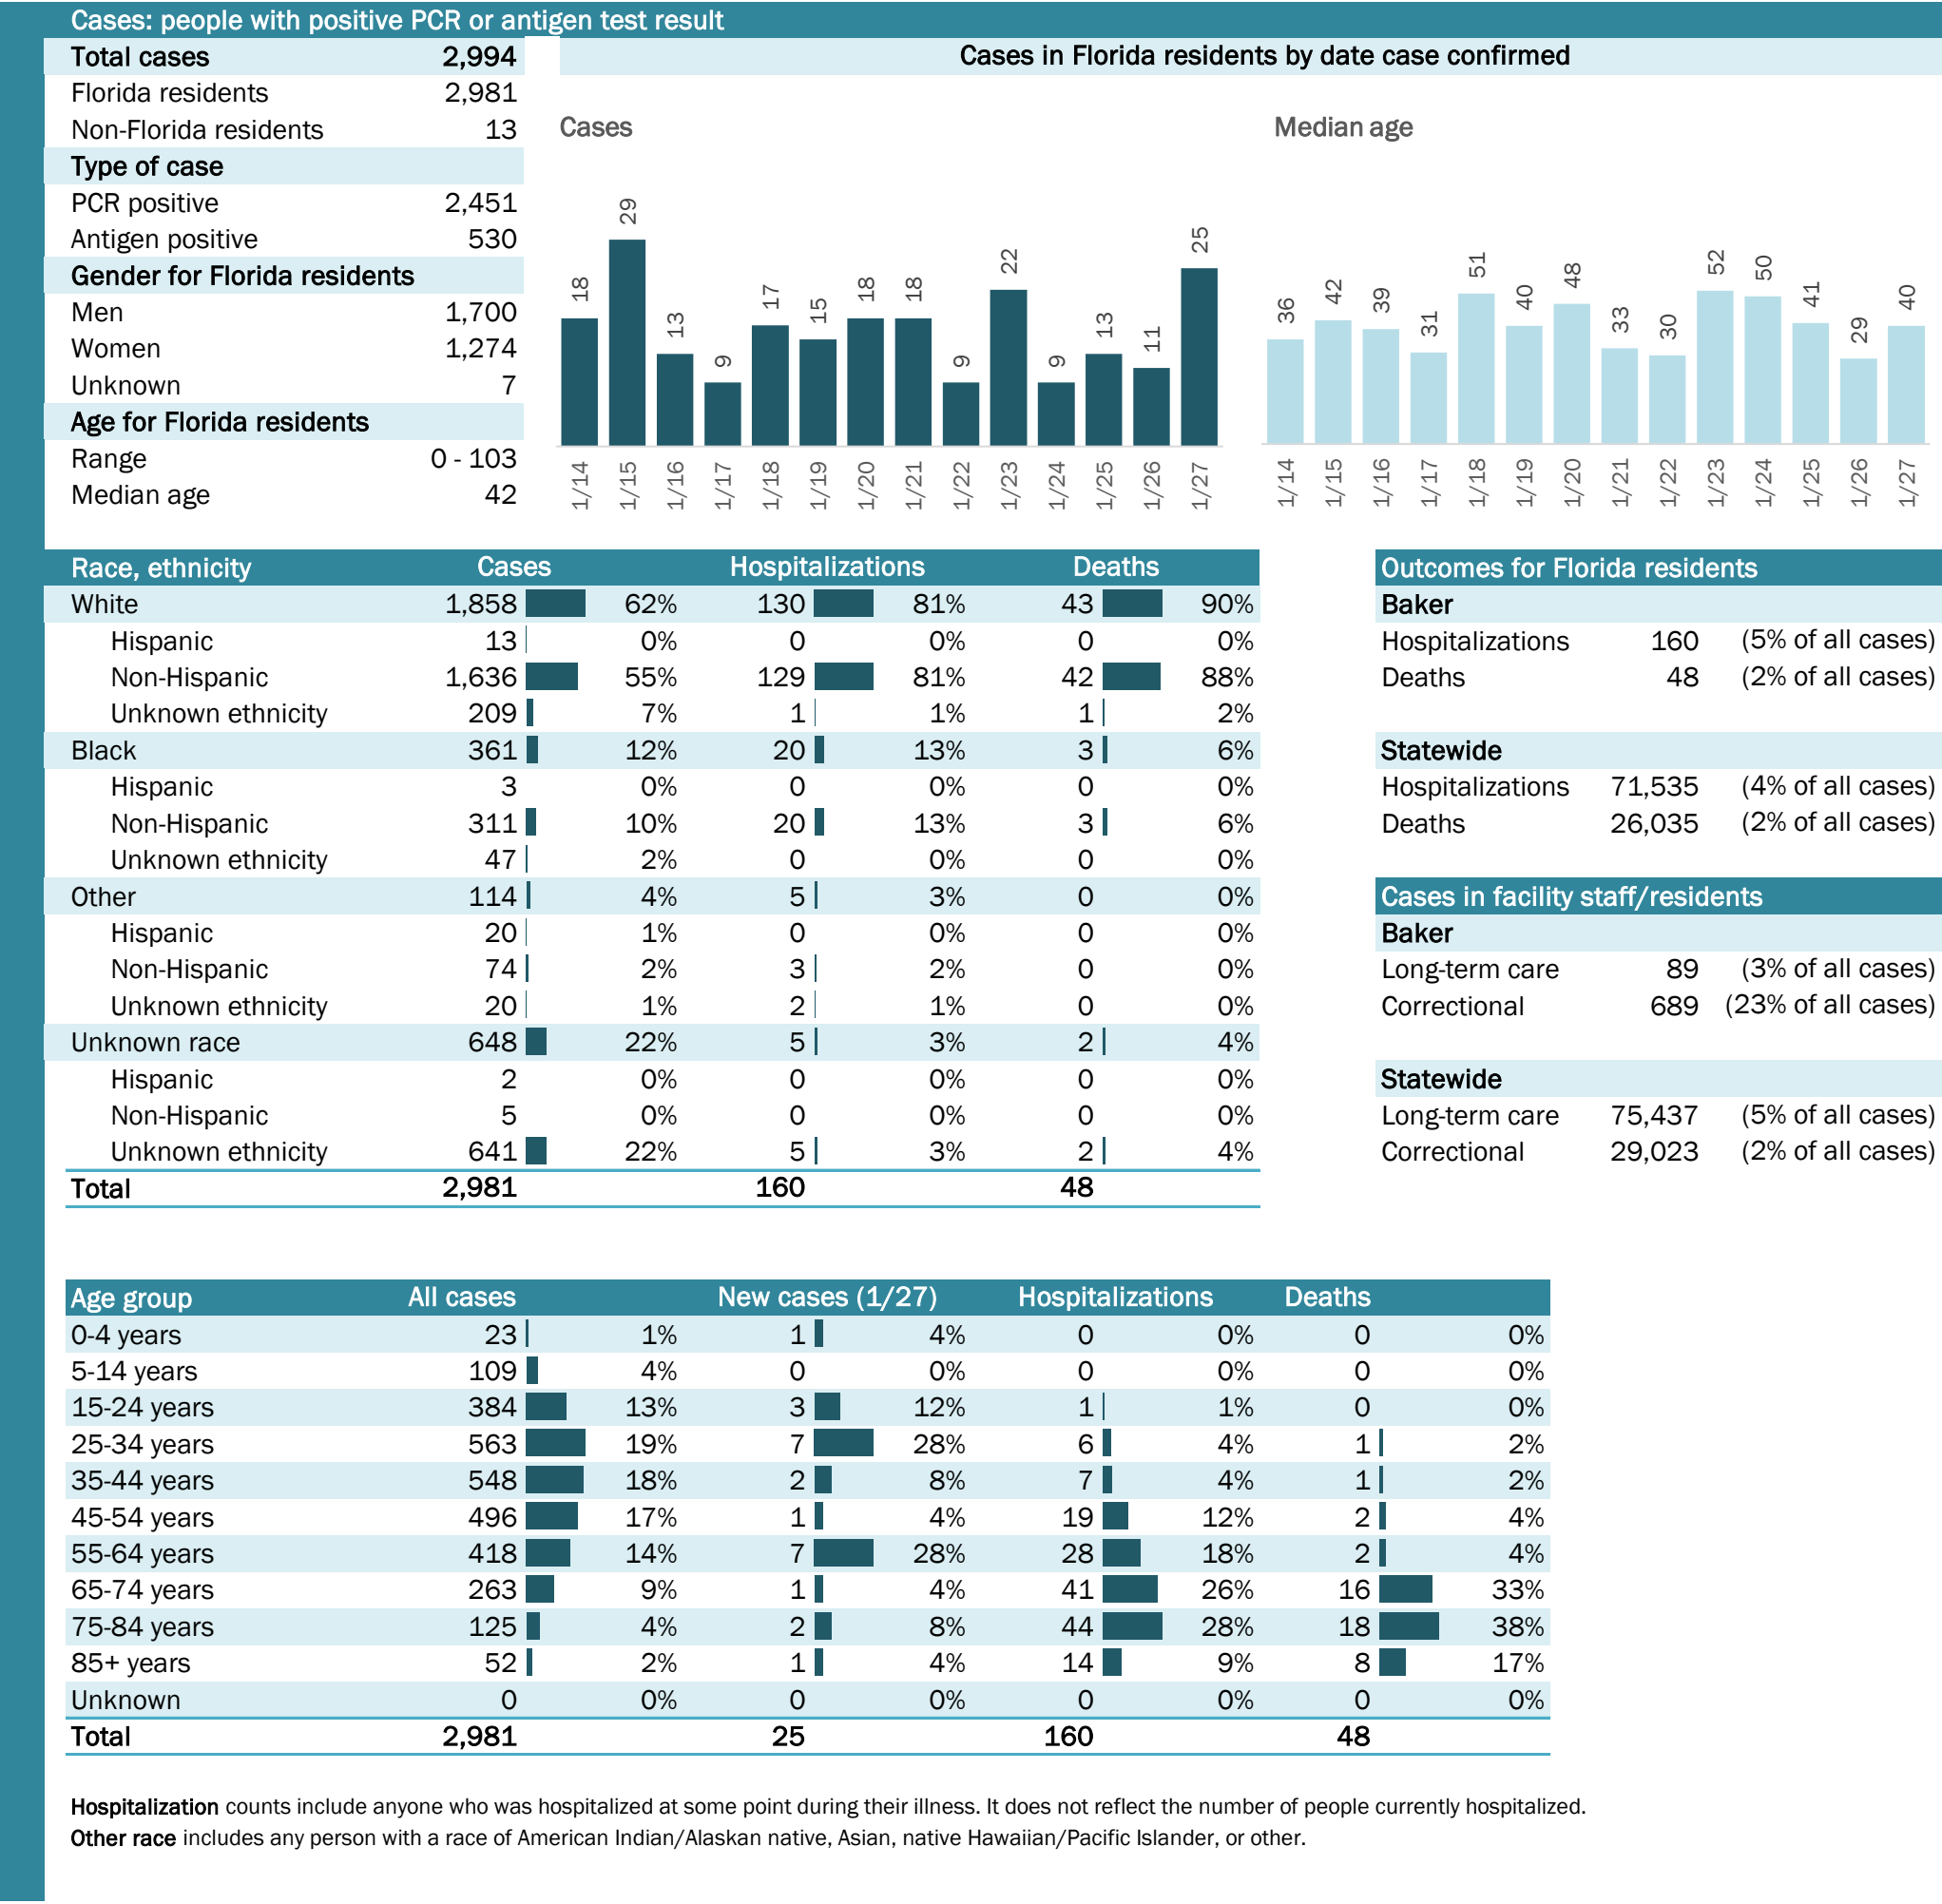 Cases: people with positive PCR or antigen test result
Total cases 2,994
Florida residents 2,981
Non-Florida residents 13
Type of case
PCR positive 2,451
Antigen positive 530
Gender for Florida residents
Men 1,700
Women 1,274
Unknown 7
Age for Florida residents
Range 0 - 103
Median age 42
Cases in Florida residents by date case confirmed
Cases
18 29 13 9 17 15 18 18 9 22 9 13 11 25
1/14 1/15 1/16 1/17 1/18 1/19 1/20 1/21 1/22 1/23 1/24 1/25 1/26 1/27
Median age
36 42 39 31 51 40 48 33 30 52 50 41 29 40
1/14 1/15 1/16 1/17 1/18 1/19 1/20 1/21 1/22 1/23 1/24 1/25 1/26 1/27
Race, ethnicity Cases Hospitalizations Deaths
White 1,858 62% 130 81% 43 90%
Hispanic 13 0% 0 0% 0 0%
Non-Hispanic 1,636 55% 129 81% 42 88%
Unknown ethnicity 209 7% 1 1% 1 2%
Black 361 12% 20 13% 3 6%
Hispanic 3 0% 0 0% 0 0%
Non-Hispanic 311 10% 20 13% 3 6%
Unknown ethnicity 47 2% 0 0% 0 0%
Other 114 4% 5 3% 0 0%
Hispanic 20 1% 0 0% 0 0%
Non-Hispanic 74 2% 3 2% 0 0%
Unknown ethnicity 20 1% 2 1% 0 0%
Unknown race 648 22% 5 3% 2 4%
Hispanic 2 0% 0 0% 0 0%
Non-Hispanic 5 0% 0 0% 0 0%
Unknown ethnicity 641 22% 5 3% 2 4%
Total 2,981 160 48
Outcomes for Florida residents
Baker
Hospitalizations 160 (5% of all cases)
Deaths 48 (2% of all cases)
Statewide
Hospitalizations 71,535 (4% of all cases)
Deaths 26,035 (2% of all cases)
Cases in facility staff/residents
Baker
Long-term care 89 (3% of all cases)
Correctional 689 (23% of all cases)
Statewide
Long-term care 75,437 (5% of all cases)
Correctional 29,023 (2% of all cases)
Age group All cases New cases (1/27) Hospitalizations Deaths
0-4 years 23 1% 1 4% 0 0% 0 0%
5-14 years 109 4% 0 0% 0 0% 0 0%
15-24 years 384 13% 3 12% 1 1% 0 0%
25-34 years 563 19% 7 28% 6 4% 1 2%
35-44 years 548 18% 2 8% 7 4% 1 2%
45-54 years 496 17% 1 4% 19 12% 2 4%
55-64 years 418 14% 7 28% 28 18% 2 4%
65-74 years 263 9% 1 4% 41 26% 16 33%
75-84 years 125 4% 2 8% 44 28% 18 38%
85+ years 52 2% 1 4% 14 9% 8 17%
Unknown 0 0% 0 0% 0 0% 0 0%
Total 2,981 25 160 48
Hospitalization counts include anyone who was hospitalized at some point during their illness. It does not reflect the number of people currently hospitalized.
Other race includes any person with a race of American Indian/Alaskan native, Asian, native Hawaiian/Pacific Islander, or other.